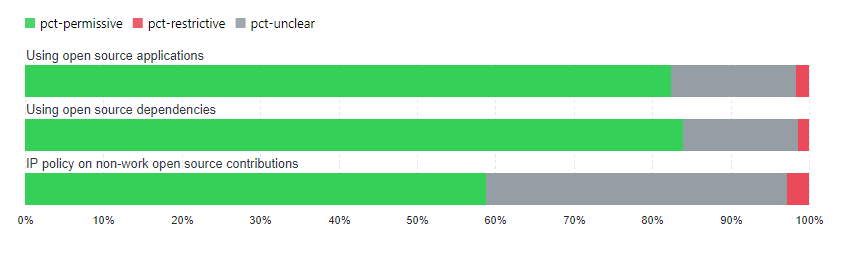 pct-permissive pct-restrictive pct-unclear
Using open source applications
Using open source dependencies
IP policy on non-work open source contributions
0% 10% 20% 30% 40% 50% 60% 70% 80% 90% 100%